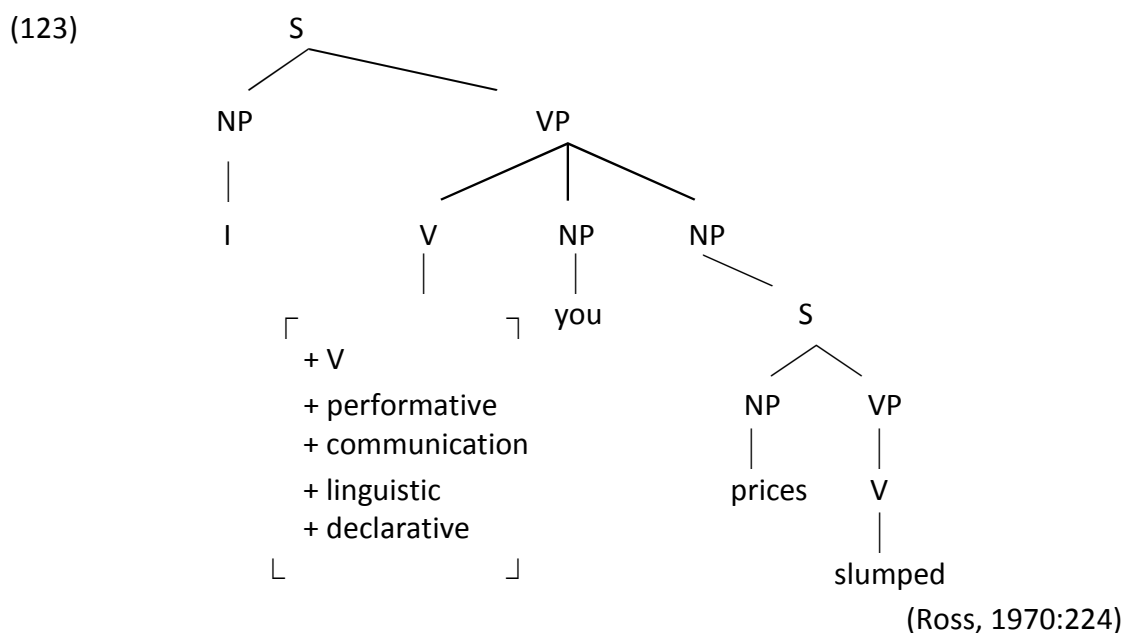 (123) S
NP VP
I V NP NP
you S
+ V
+ performative NP VP
+ communication
+ linguistic prices V
+ declarative
slumped
(Ross, 1970:224)